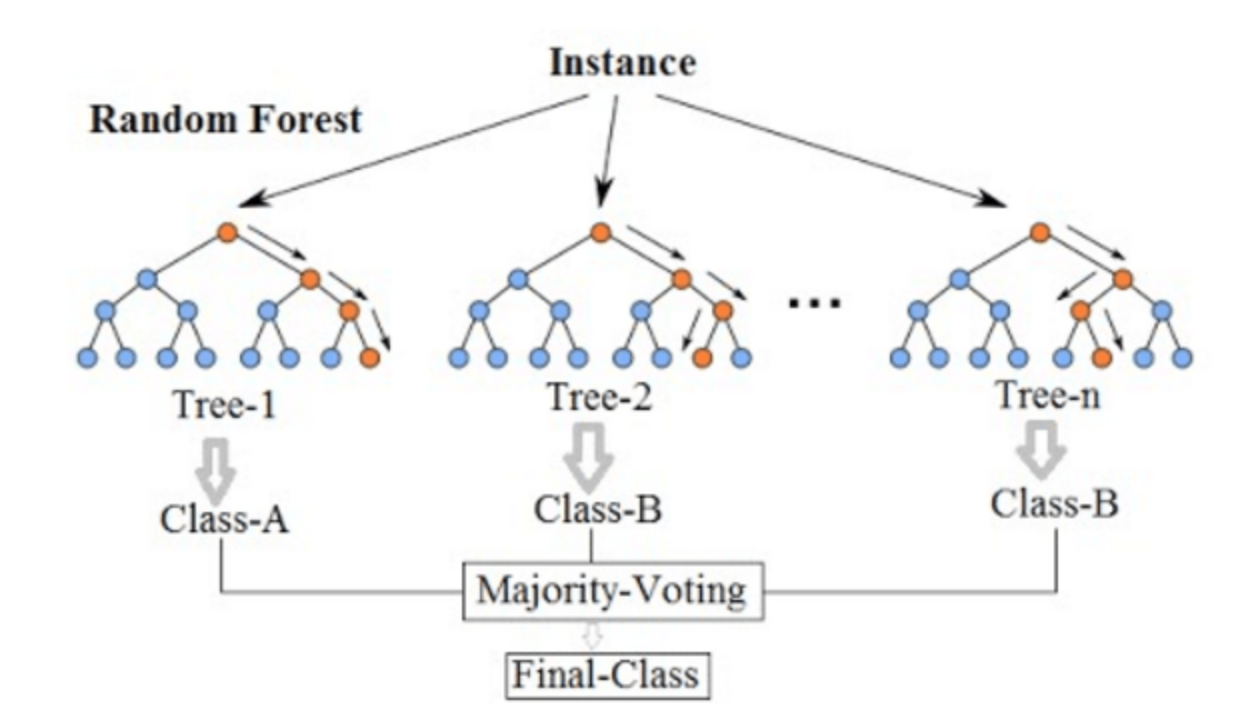 Instance
Random Forest
...
Tree-1
Tree-2
Tree-n
Class-A
Class-B
Class-B
Majority-Voting
Final-Class